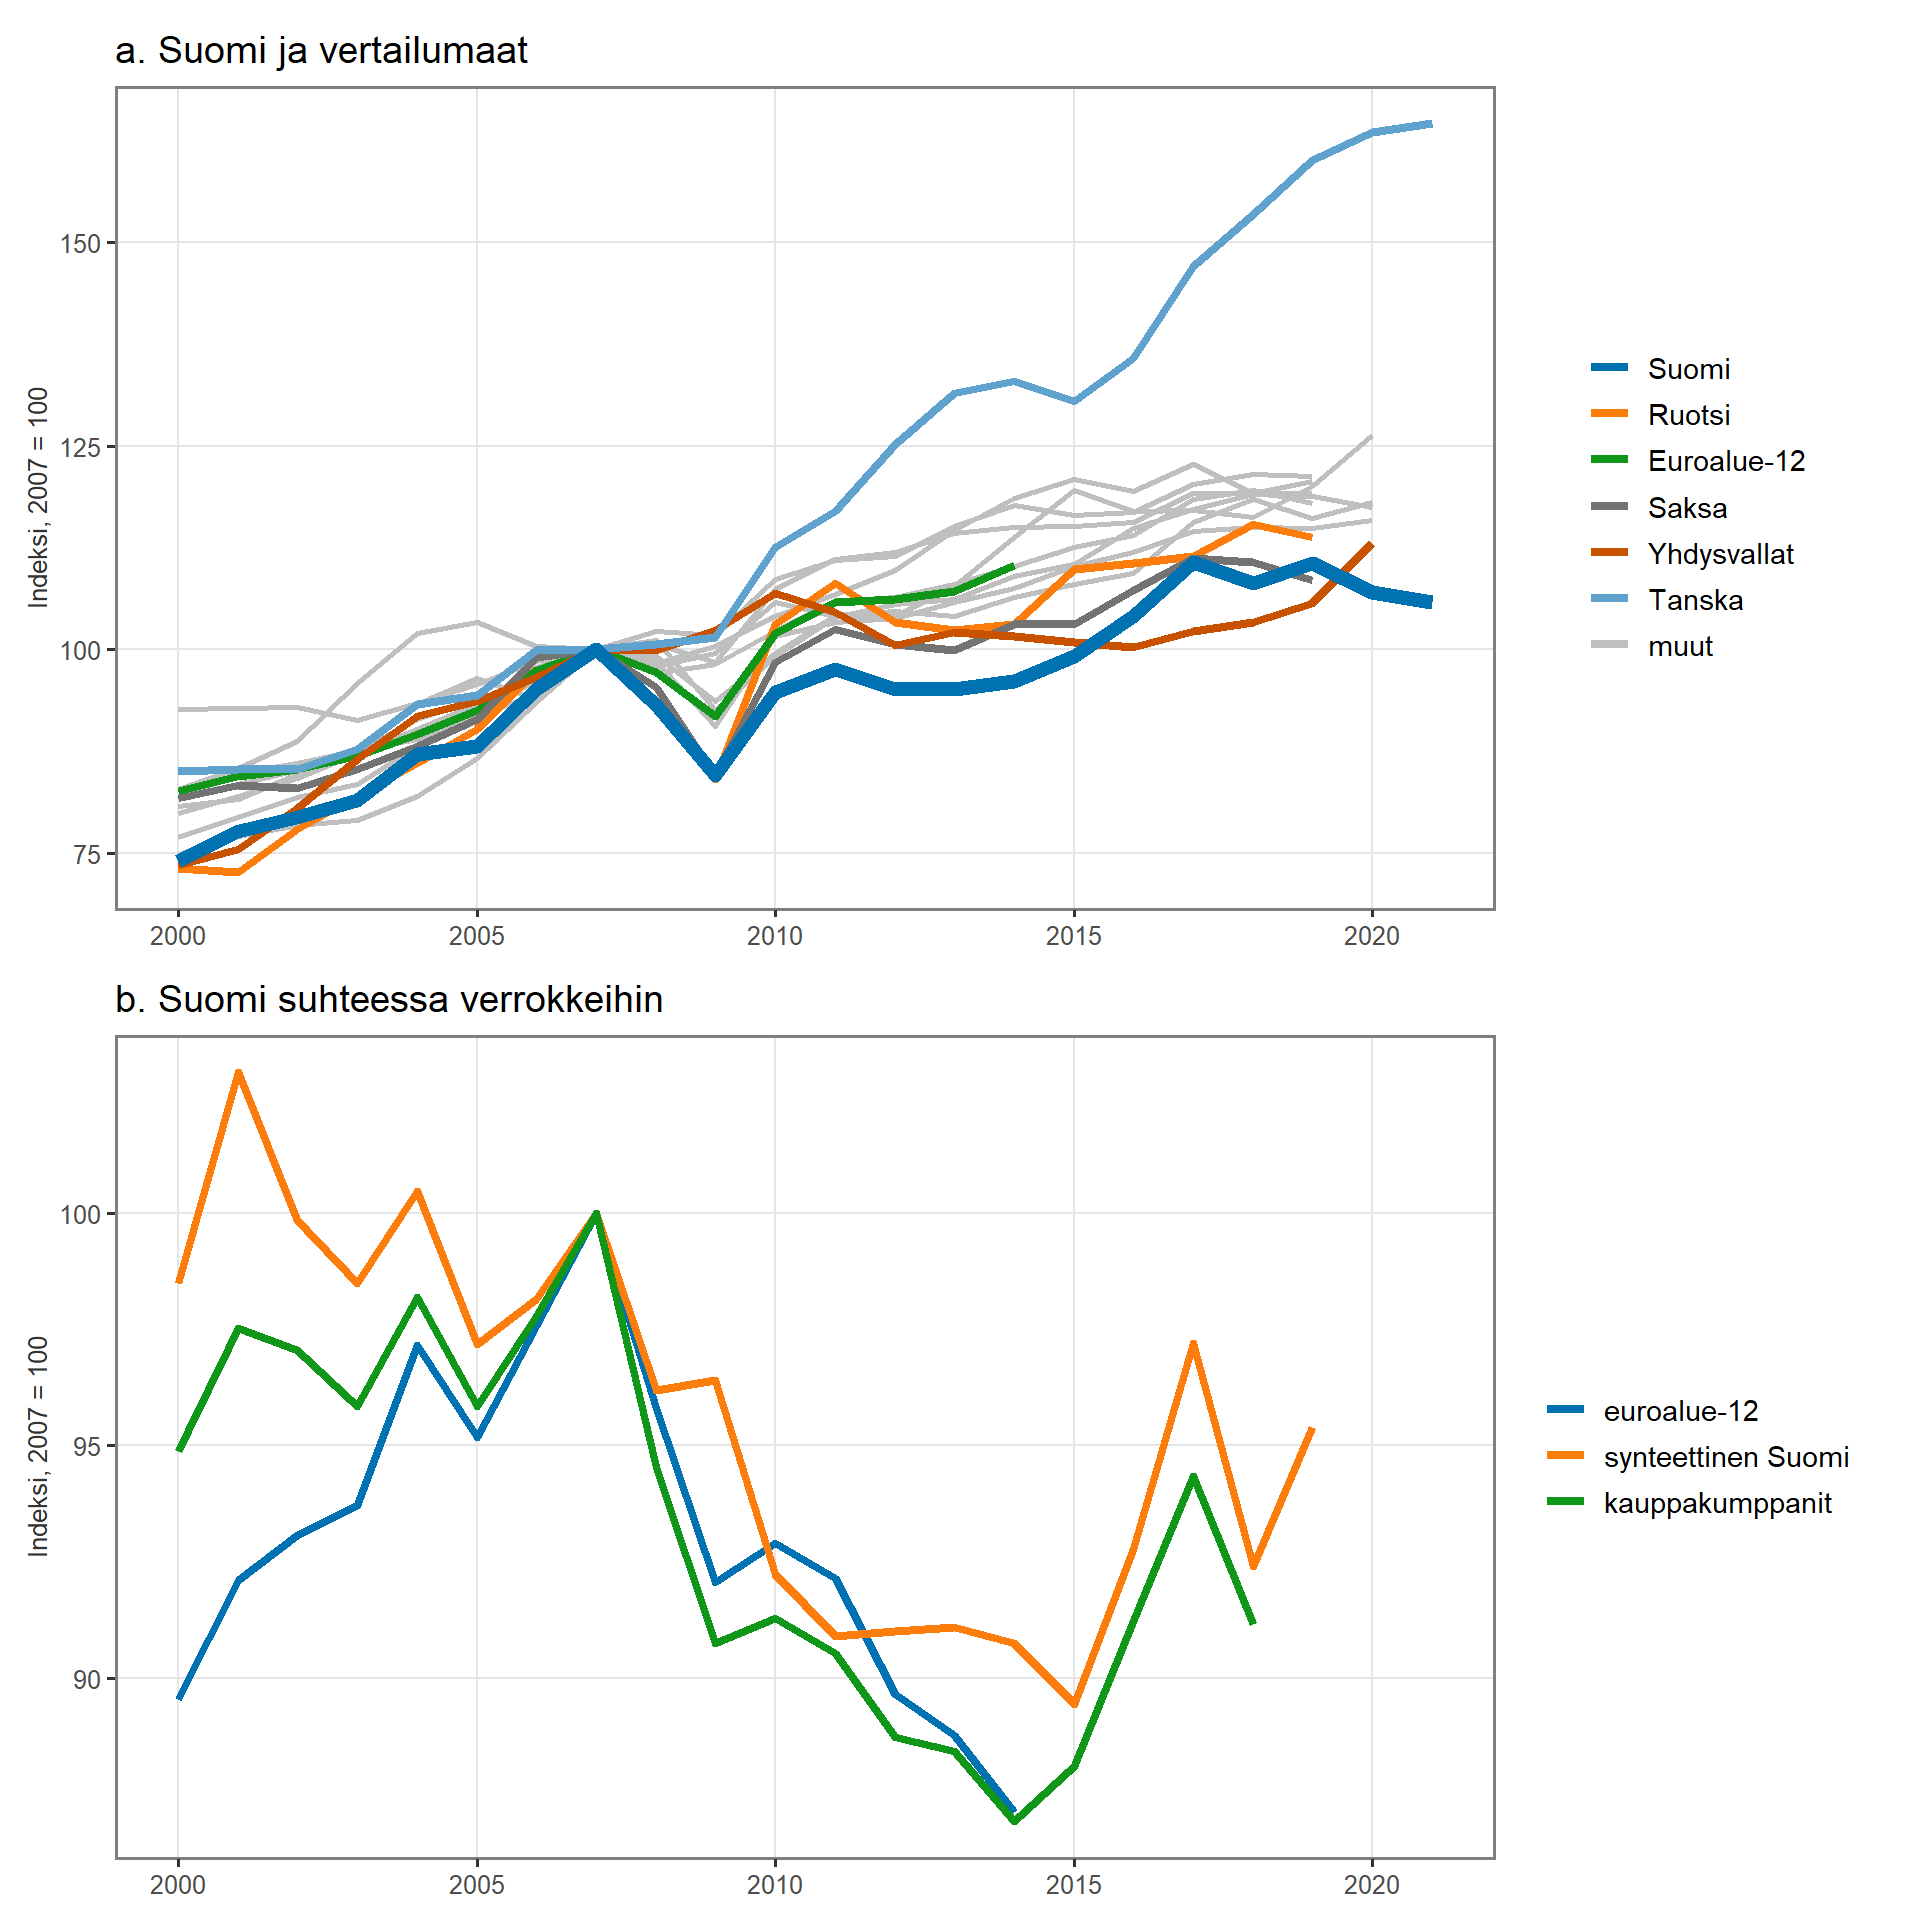 a. Suomi ja vertailumaat
Indeksi, 2007 = 100
150
125
100
75
2000 2005 2010 2015 2020
Suomi
Ruotsi
Euroalue-12
Saksa
Yhdysvallat
Tanska
muut
b. Suomi suhteessa verrokkeihin
Indeksi, 2007 = 100
100
95
90
2000 2005 2010 2015 2020
euroalue-12
synteettinen Suomi
kauppakumppanit